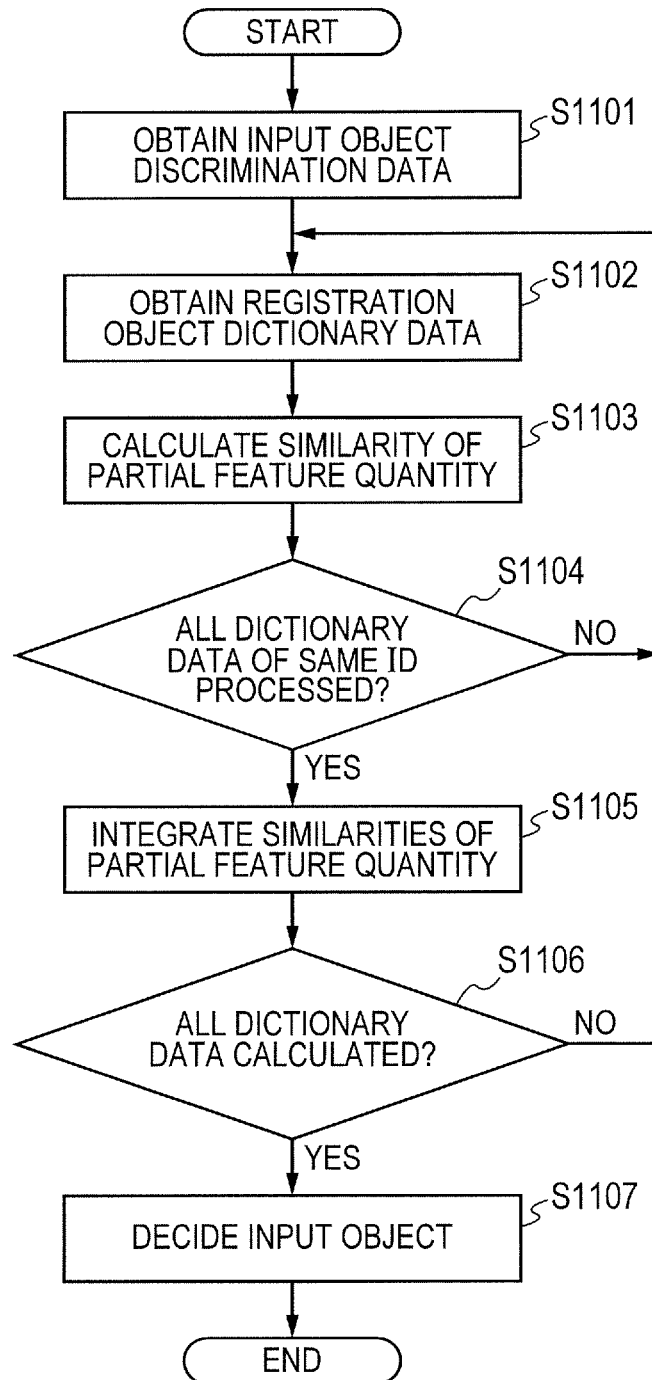 START
S1101
OBTAIN INPUT OBJECT
DISCRIMINATION DATA
S1102
OBTAIN REGISTRATION
OBJECT DICTIONARY DATA
S1103
CALCULATE SIMILARITY OF
PARTIAL FEATURE QUANTITY
S1104
ALL DICTIONARY
DATA OF SAME ID
PROCESSED?
NO
YES
S1105
INTEGRATE SIMILARITIES OF
PARTIAL FEATURE QUANTITY
S1106
ALL DICTIONARY
DATA CALCULATED?
NO
YES
S1107
DECIDE INPUT OBJECT
END